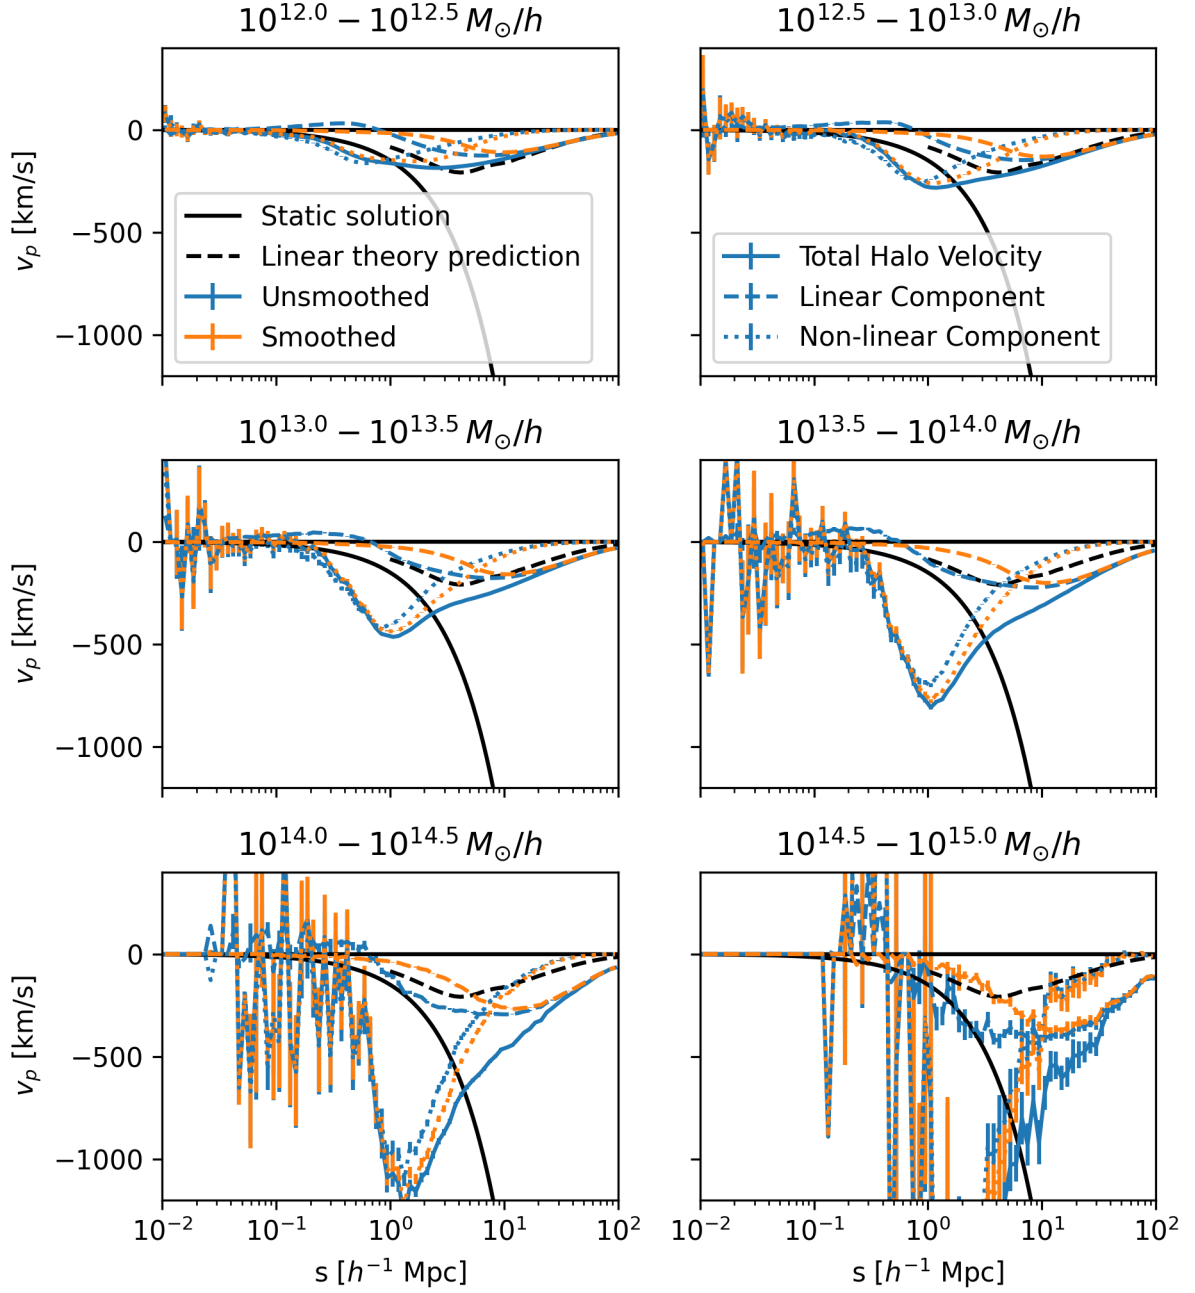 10^12.0 − 10^12.5 M⊙/h
10^12.5 − 10^13.0 M⊙/h
0
−500
−1000
v_p [km/s]
Static solution
Linear theory prediction
Unsmoothed
Smoothed
Total Halo Velocity
Linear Component
Non-linear Component
10^13.0 − 10^13.5 M⊙/h
10^13.5 − 10^14.0 M⊙/h
0
−500
−1000
v_p [km/s]
10^14.0 − 10^14.5 M⊙/h
10^14.5 − 10^15.0 M⊙/h
0
−500
−1000
v_p [km/s]
10^−2 10^−1 10^0 10^1 10^2
10^−2 10^−1 10^0 10^1 10^2
s [h^−1 Mpc]
s [h^−1 Mpc]